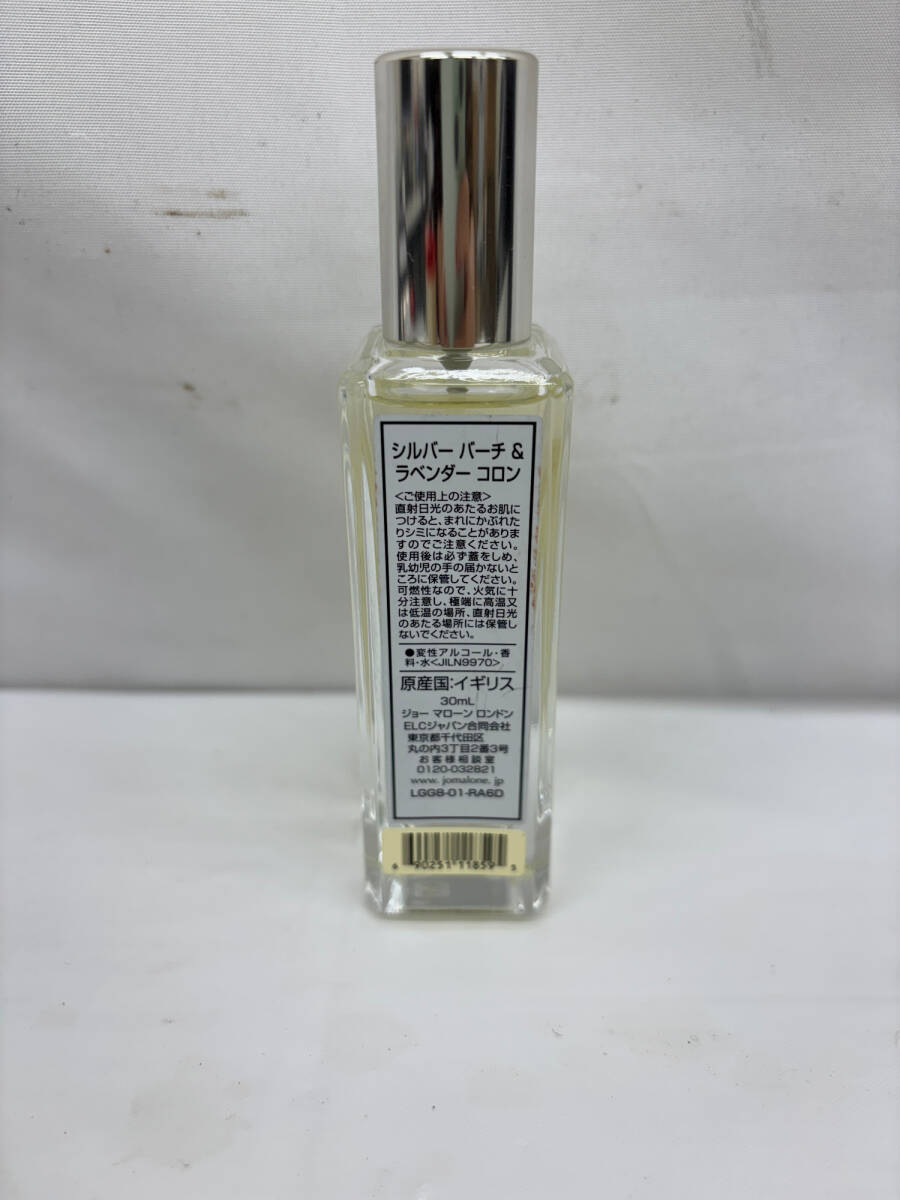 シルバー バーチ &
ラベンダー コロン
<ご使用上の注意>
直射日光のあたるお肌に
つけると、まれにかぶれた
りシミになることがありま
すのでご注意ください。
使用後は必ず蓋をしめ、
乳幼児の手の届かないと
ころに保管してください。
可燃性なので、火気に十
分注意し、極端に高温又
は低温の場所、直射日光
のあたる場所には保管し
ないでください。
●変性アルコール・香
料・水<JILN9970>
原産国:イギリス
30mL
ジョー マローン ロンドン
ELCジャパン合同会社
東京都千代田区
丸の内3丁目2番3号
お客様相談室
0120-032821
www. jomalone. jp
LGG8-01-RA6D
6 90251 11859 5